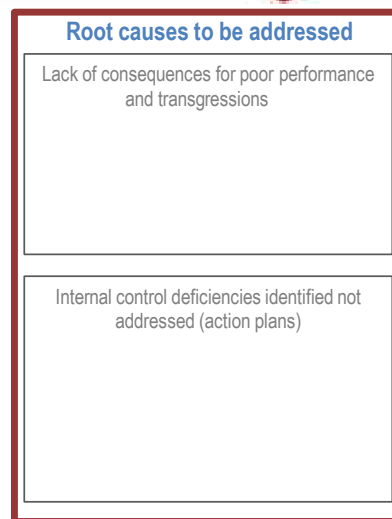 Root causes to be addressed
Lack of consequences for poor performance
and transgressions
Internal control deficiencies identified not
addressed (action plans)